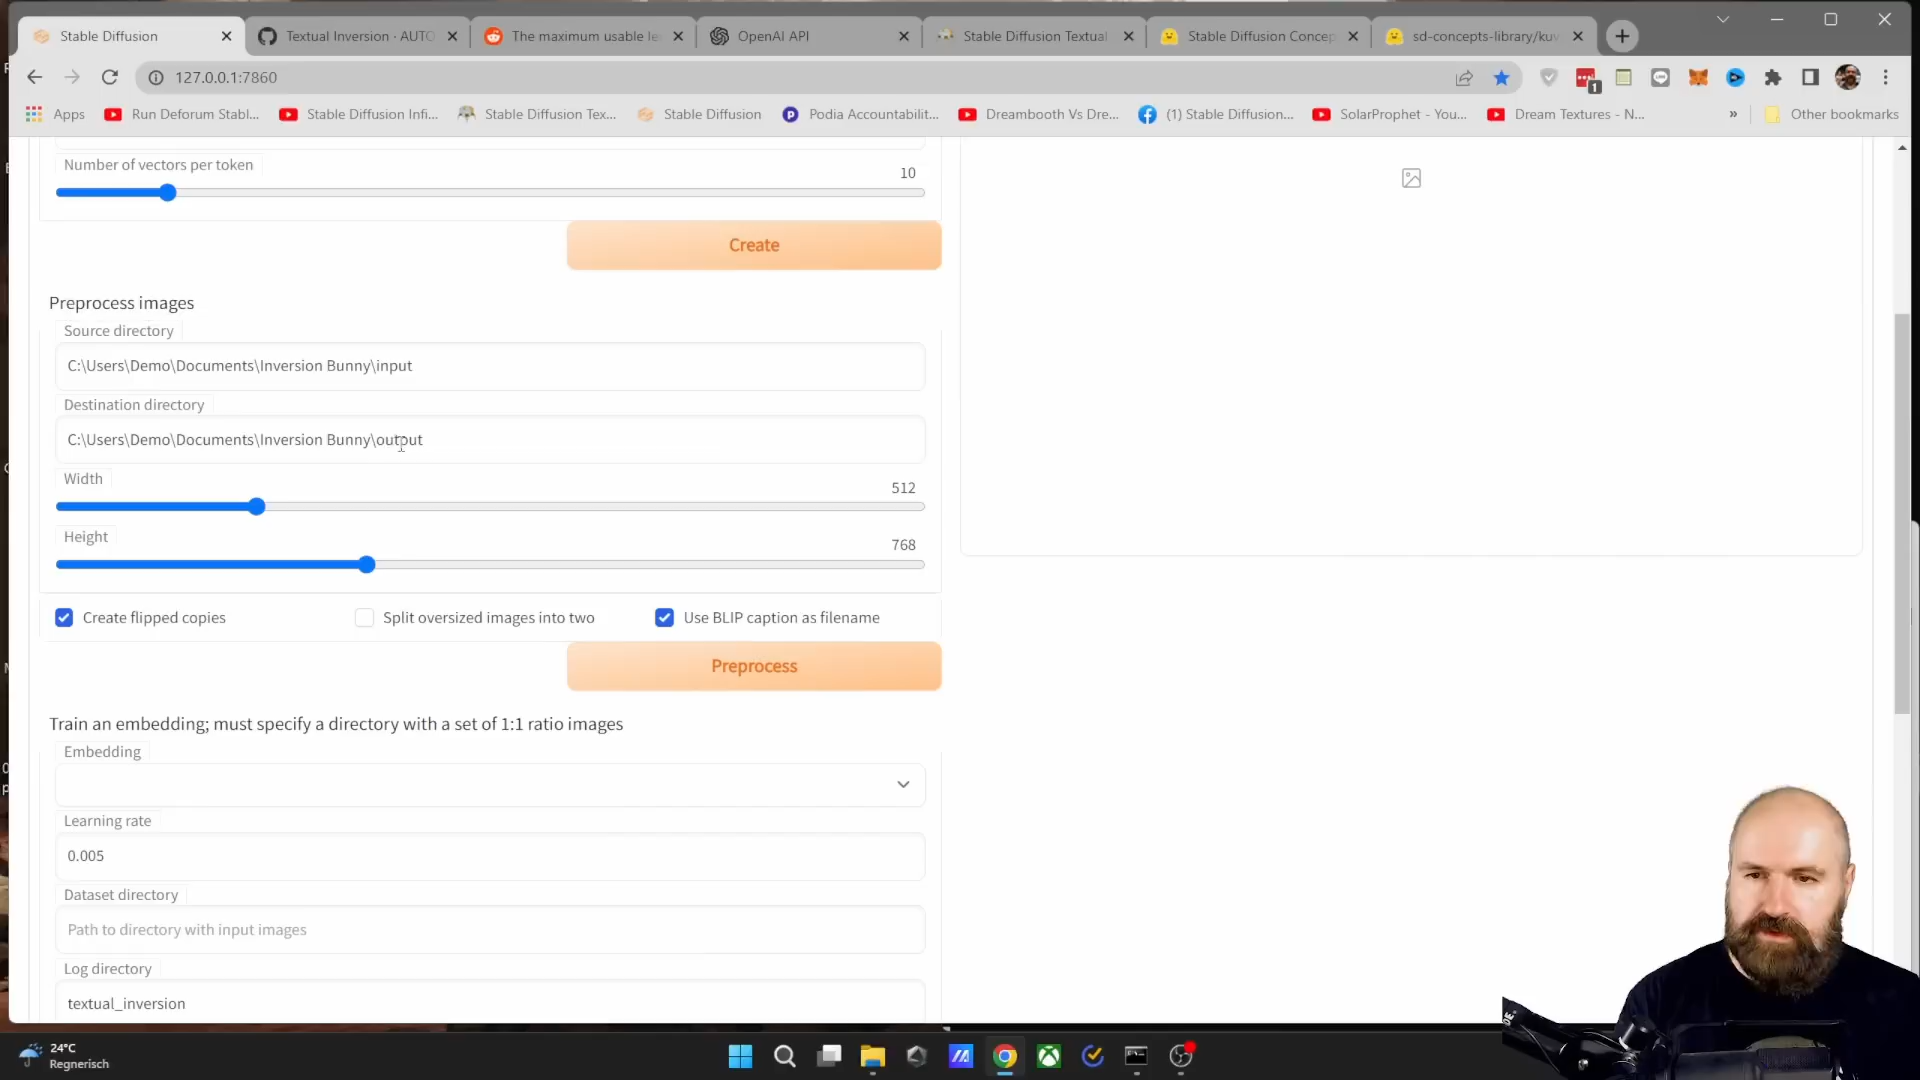 Stable Diffusion
Textual Inversion · AUTO
The maximum usable le
OpenAI API
Stable Diffusion Textual
Stable Diffusion Concep
sd-concepts-library/kuv
127.0.0.1:7860
1
Apps
Run Deforum Stabl...
Stable Diffusion Infi...
Stable Diffusion Tex...
Stable Diffusion
Podia Accountabilit...
Dreambooth Vs Dre...
(1) Stable Diffusion...
SolarProphet - You...
Dream Textures - N...
»
Other bookmarks
Number of vectors per token
10
Create
Preprocess images
Source directory
C:\Users\Demo\Documents\Inversion Bunny\input
Destination directory
C:\Users\Demo\Documents\Inversion Bunny\output
Width
512
Height
768
Create flipped copies
Split oversized images into two
Use BLIP caption as filename
Preprocess
Train an embedding; must specify a directory with a set of 1:1 ratio images
Embedding
Learning rate
0.005
Dataset directory
Path to directory with input images
Log directory
textual_inversion
24°C
Regnerisch